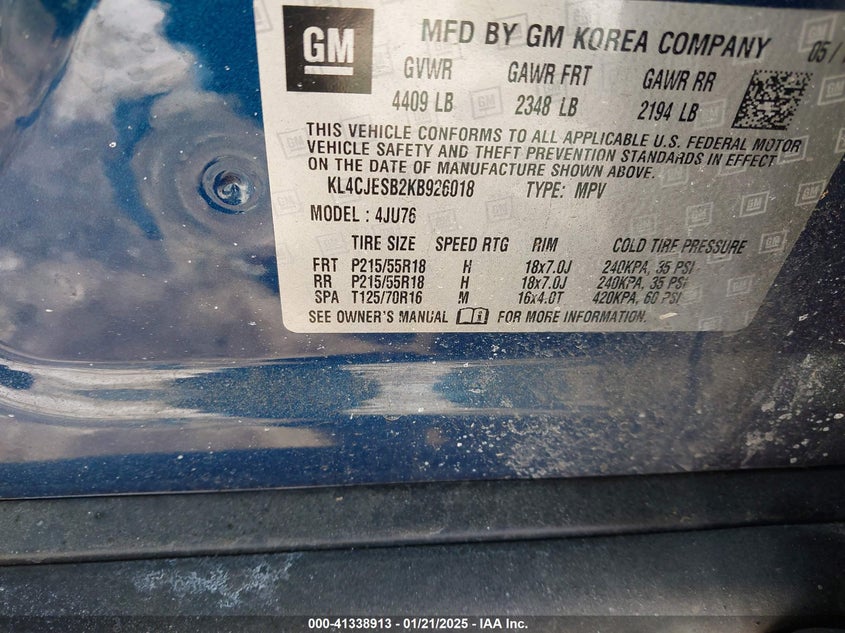 GM
MFD BY GM KOREA COMPANY 05/
GVWR GAWR FRT GAWR RR
4409 LB 2348 LB 2194 LB
THIS VEHICLE CONFORMS TO ALL APPLICABLE U.S. FEDERAL MOTOR
VEHICLE SAFETY AND THEFT PREVENTION STANDARDS IN EFFECT
ON THE DATE OF MANUFACTURE SHOWN ABOVE.
KL4CJESB2KB926018 TYPE: MPV
MODEL : 4JU76
TIRE SIZE SPEED RTG RIM COLD TIRE PRESSURE
FRT P215/55R18 H 18x7.0J 240KPA, 35 PSI
RR P215/55R18 H 18x7.0J 240KPA, 35 PSI
SPA T125/70R16 M 16x4.0T 420KPA, 60 PSI
SEE OWNER'S MANUAL FOR MORE INFORMATION.
000-41338913 - 01/21/2025 - IAA Inc.